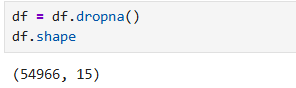 df = df.dropna()
df.shape
(54966, 15)